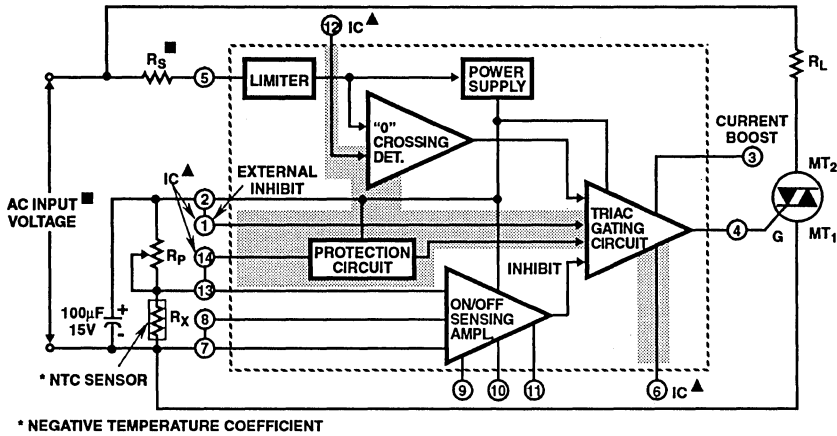 12 IC▲
RS■
5
LIMITER
POWER
SUPPLY
RL
"0"
CROSSING
DET.
CURRENT
BOOST
3
MT2
IC▲
EXTERNAL
INHIBIT
AC INPUT
VOLTAGE■
2
1
TRIAC
GATING
CIRCUIT
4
G
MT1
14
RP
PROTECTION
CIRCUIT
INHIBIT
13
100μF
15V
+
-
RX
8
ON/OFF
SENSING
AMPL.
7
* NTC SENSOR
9
10
11
6 IC▲
* NEGATIVE TEMPERATURE COEFFICIENT